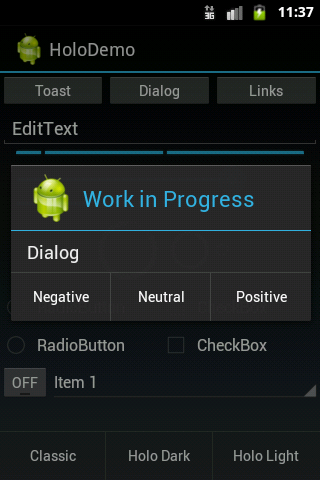 3G 11:37
HoloDemo
Toast Dialog Links
EditText
Work in Progress
Dialog
Negative Neutral Positive
RadioButton CheckBox
OFF Item 1
Classic Holo Dark Holo Light